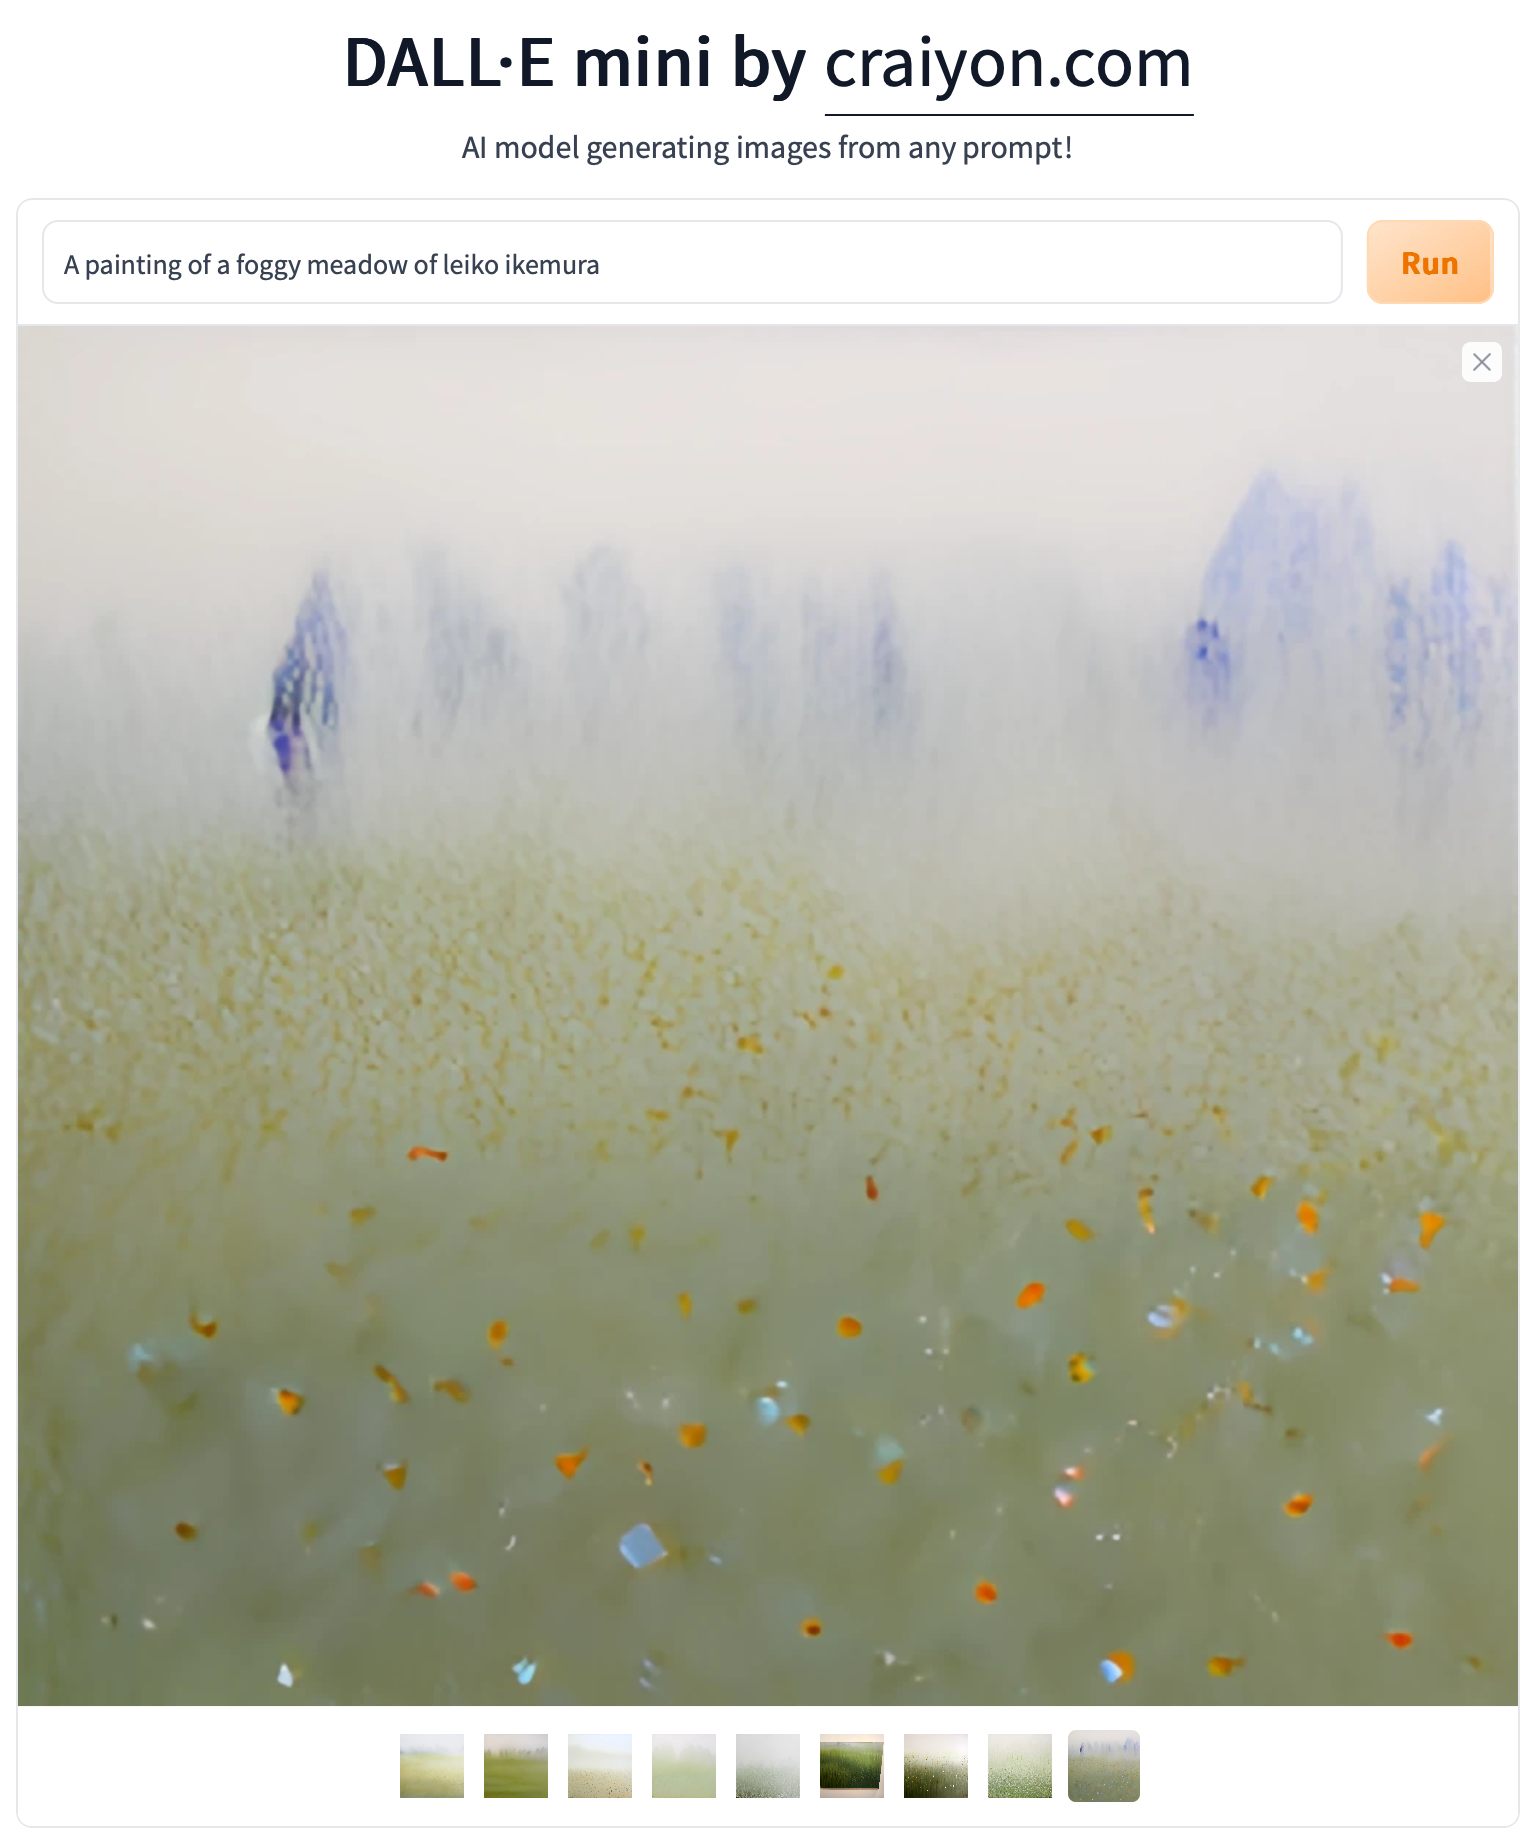 DALL·E mini by craiyon.com
AI model generating images from any prompt!
A painting of a foggy meadow of leiko ikemura
Run